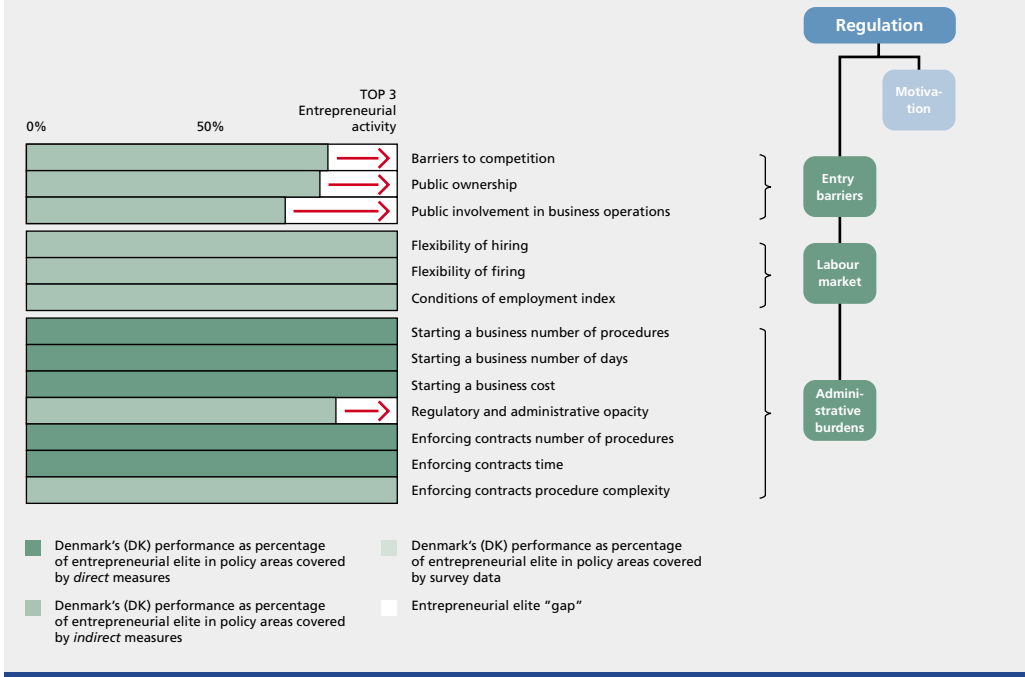 Regulation
Motiva-
tion
TOP 3
Entrepreneurial
0% 50% activity
Barriers to competition
Public ownership
Public involvement in business operations
Entry
barriers
Flexibility of hiring
Flexibility of firing
Conditions of employment index
Labour
market
Starting a business number of procedures
Starting a business number of days
Starting a business cost
Regulatory and administrative opacity
Enforcing contracts number of procedures
Enforcing contracts time
Enforcing contracts procedure complexity
Admini-
strative
burdens
Denmark’s (DK) performance as percentage
of entrepreneurial elite in policy areas covered
by direct measures
Denmark’s (DK) performance as percentage
of entrepreneurial elite in policy areas covered
by indirect measures
Denmark’s (DK) performance as percentage
of entrepreneurial elite in policy areas covered
by survey data
Entrepreneurial elite “gap”